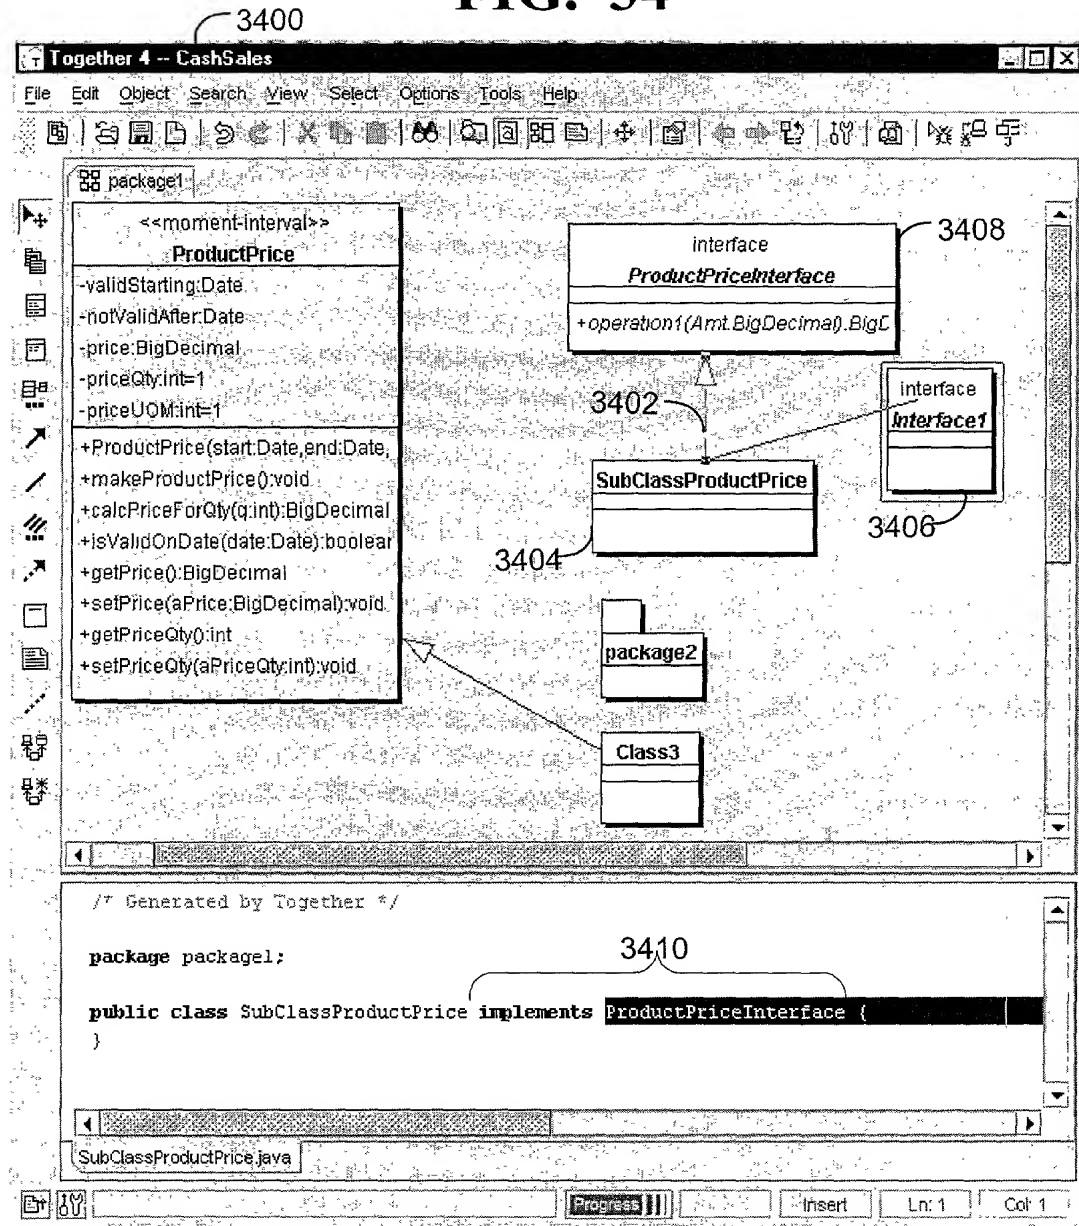 FIG. 34
3400
Together 4 -- CashSales
File Edit Object Search View Select Options Tools Help
package1
<<moment-interval>>
ProductPrice
-validStarting:Date
-notValidAfter:Date
-price:BigDecimal
-priceQty:int=1
-priceUOM:int=1
+ProductPrice(start:Date,end:Date,
+makeProductPrice():void
+calcPriceForQty(q:int):BigDecimal
+isValidOnDate(date:Date):boolear
+getPrice():BigDecimal
+setPrice(aPrice:BigDecimal):void
+getPriceQty():int
+setPriceQty(aPriceQty:int):void
interface
ProductPriceInterface
+operation1(Amt:BigDecimal):BigD
3408
3402
interface
Interface1
3406
SubClassProductPrice
3404
package2
Class3
/* Generated by Together */
package package1;
3410
public class SubClassProductPrice implements ProductPriceInterface {
}
SubClassProductPrice.java
Progress
Insert
Ln: 1
Col: 1